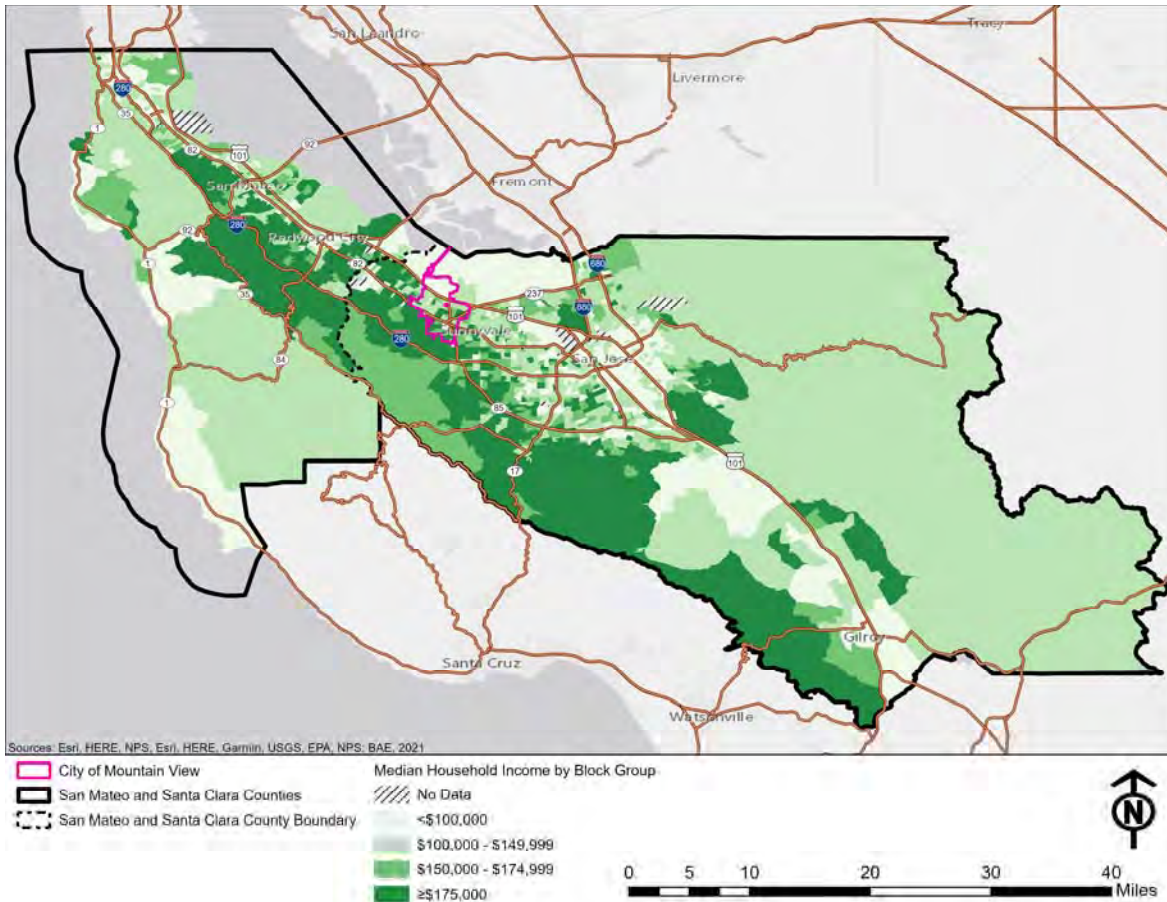 San Leandro
Tracy
Livermore
280
35
1
101
92
82
San Mateo
Fremont
280
92
Redwood City
82
1
680
237
880
35
101
Sunnyvale
280
San Jose
84
85
1
101
17
Gilroy
Santa Cruz
Watsonville
Sources: Esri, HERE, NPS, Esri, HERE, Garmin, USGS, EPA, NPS; BAE, 2021
City of Mountain View
San Mateo and Santa Clara Counties
San Mateo and Santa Clara County Boundary
Median Household Income by Block Group
No Data
<$100,000
$100,000 - $149,999
$150,000 - $174,999
≥$175,000
N
0 5 10 20 30 40
Miles